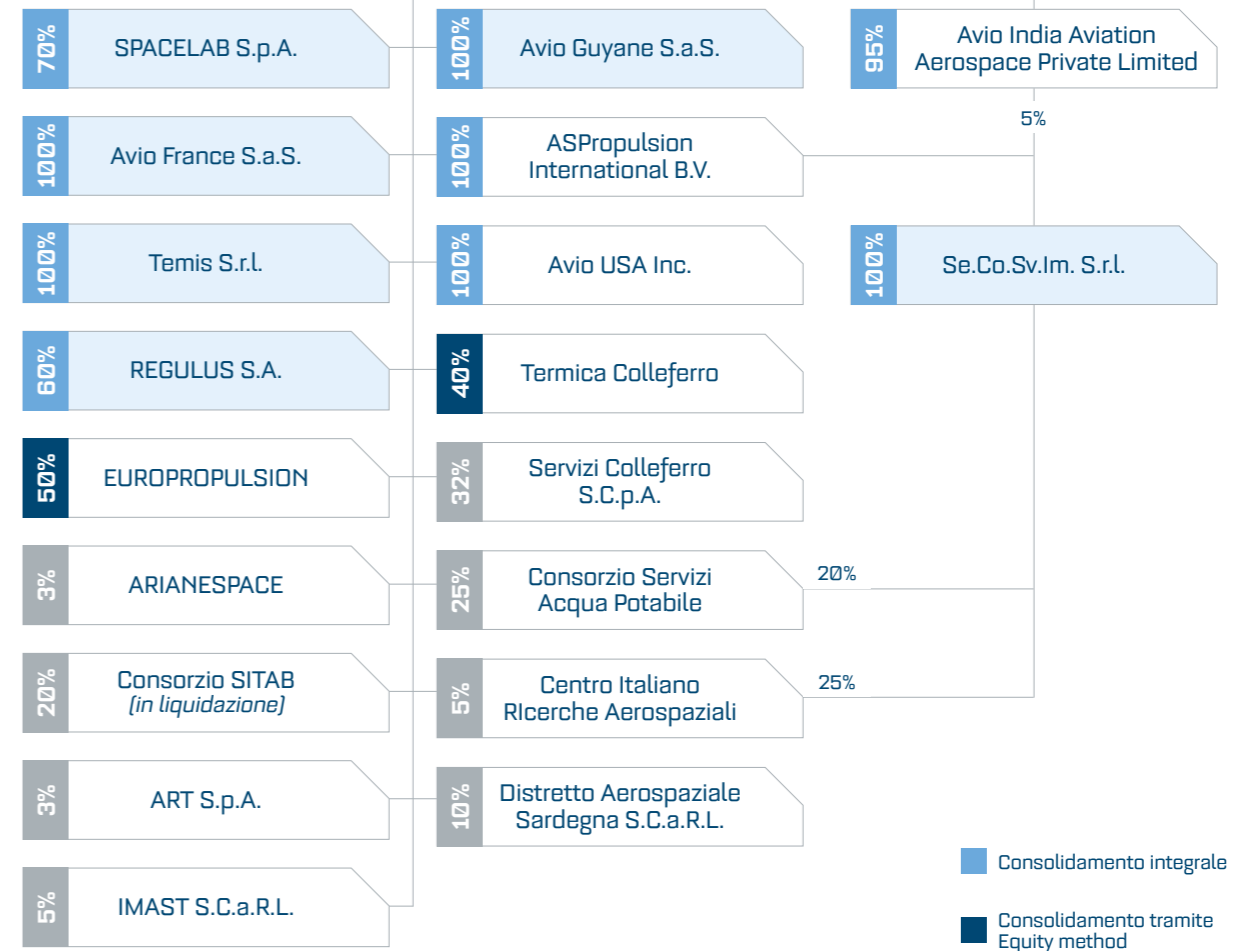 70%
SPACELAB S.p.A.
100%
Avio Guyane S.a.S.
95%
Avio India Aviation
Aerospace Private Limited
5%
100%
Avio France S.a.S.
100%
ASPropulsion
International B.V.
100%
Temis S.r.l.
100%
Avio USA Inc.
100%
Se.Co.Sv.Im. S.r.l.
60%
REGULUS S.A.
40%
Termica Colleferro
50%
EUROPROPULSION
32%
Servizi Colleferro
S.C.p.A.
3%
ARIANESPACE
25%
Consorzio Servizi
Acqua Potabile
20%
20%
Consorzio SITAB
(in liquidazione)
5%
Centro Italiano
RIcerche Aerospaziali
25%
3%
ART S.p.A.
10%
Distretto Aerospaziale
Sardegna S.C.a.R.L.
5%
IMAST S.C.a.R.L.
Consolidamento integrale
Consolidamento tramite
Equity method